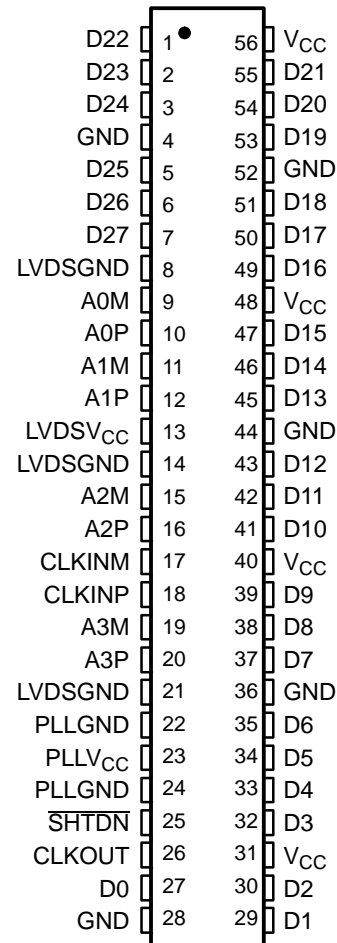 D22 1 56 VCC
D23 2 55 D21
D24 3 54 D20
GND 4 53 D19
D25 5 52 GND
D26 6 51 D18
D27 7 50 D17
LVDSGND 8 49 D16
A0M 9 48 VCC
A0P 10 47 D15
A1M 11 46 D14
A1P 12 45 D13
LVDSVCC 13 44 GND
LVDSGND 14 43 D12
A2M 15 42 D11
A2P 16 41 D10
CLKINM 17 40 VCC
CLKINP 18 39 D9
A3M 19 38 D8
A3P 20 37 D7
LVDSGND 21 36 GND
PLLGND 22 35 D6
PLLVCC 23 34 D5
PLLGND 24 33 D4
SHTDN 25 32 D3
CLKOUT 26 31 VCC
D0 27 30 D2
GND 28 29 D1